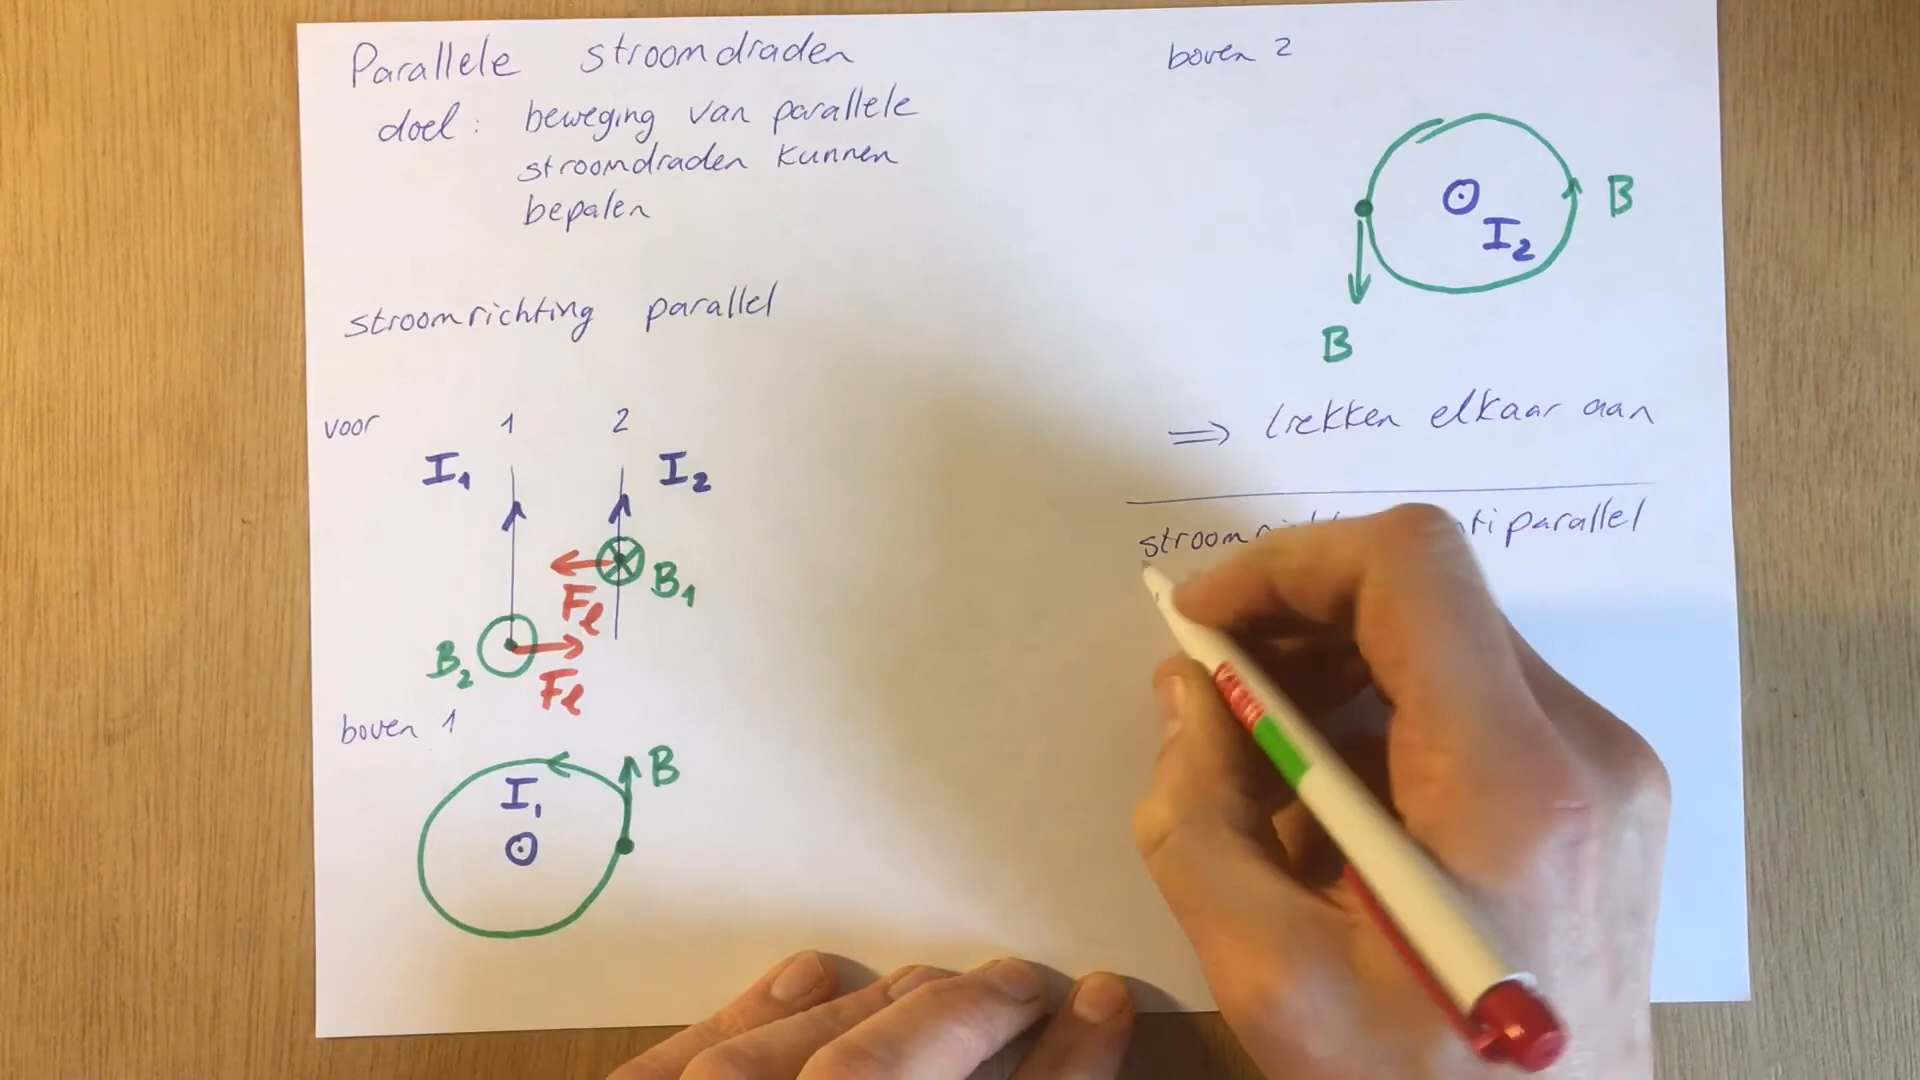 Parallele stroomdraden
doel: beweging van parallele
stroomdraden kunnen
bepalen
stroomrichting parallel
voor 1 2
I₁ I₂
B₁
Fℓ
B₂
Fℓ
boven 1
B
I₁
boven 2
B
I₂
B
⇒ trekken elkaar aan
parallel